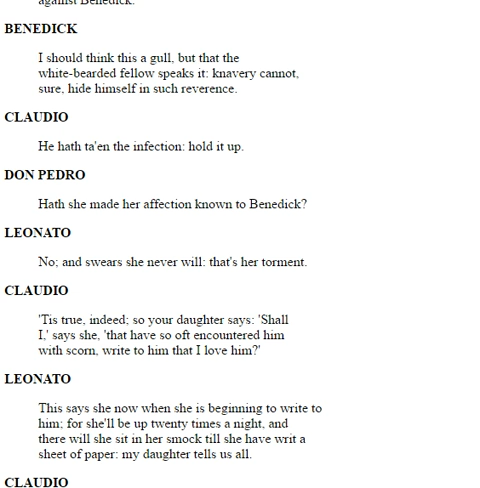 against Benedick.
BENEDICK
I should think this a gull, but that the
white-bearded fellow speaks it: knavery cannot,
sure, hide himself in such reverence.
CLAUDIO
He hath ta'en the infection: hold it up.
DON PEDRO
Hath she made her affection known to Benedick?
LEONATO
No; and swears she never will: that's her torment.
CLAUDIO
'Tis true, indeed; so your daughter says: 'Shall
I,' says she, 'that have so oft encountered him
with scorn, write to him that I love him?'
LEONATO
This says she now when she is beginning to write to
him; for she'll be up twenty times a night, and
there will she sit in her smock till she have writ a
sheet of paper: my daughter tells us all.
CLAUDIO